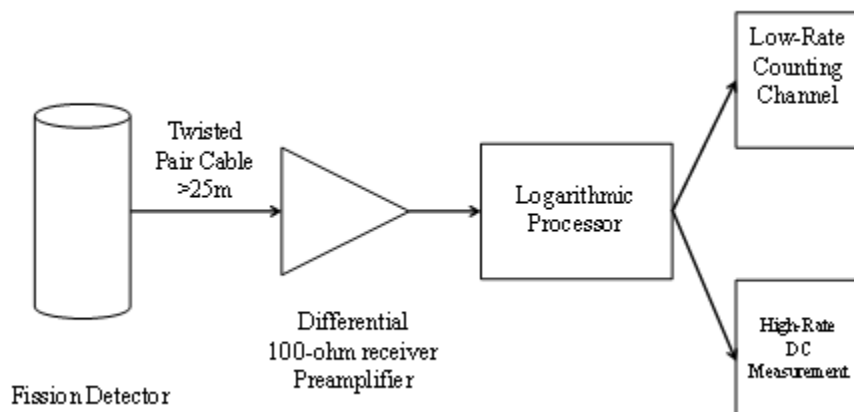 Low-Rate
Counting
Channel
Twisted
Pair Cable
>25m
Logarithmic
Processor
Differential
100-ohm receiver
Preamplifier
High-Rate
DC
Measurement
Fission Detector